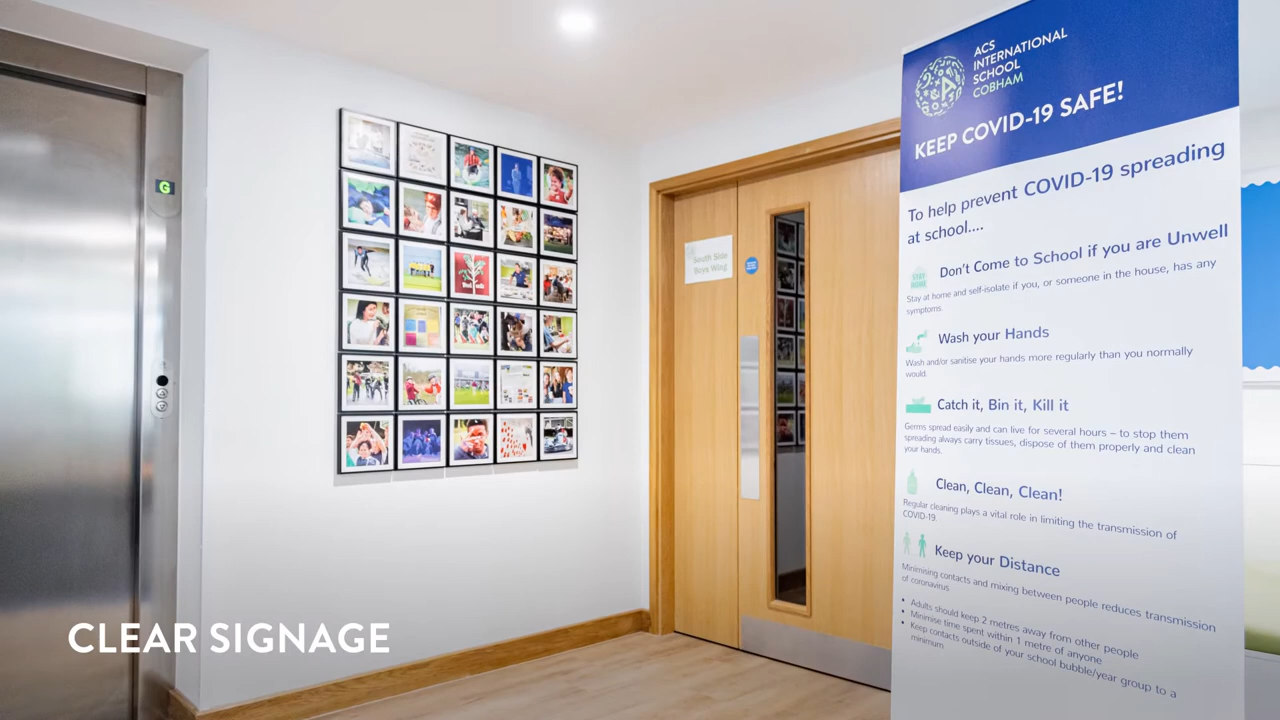 G
South Side
Boys Wing
ACS
INTERNATIONAL
SCHOOL
COBHAM
KEEP COVID-19 SAFE!
To help prevent COVID-19 spreading
at school....
STAY
HOME
Don't Come to School if you are Unwell
Stay at home and self-isolate if you, or someone in the house, has any
symptoms.
Wash your Hands
Wash and/or sanitise your hands more regularly than you normally
would.
Catch it, Bin it, Kill it
Germs spread easily and can live for several hours – to stop them
spreading always carry tissues, dispose of them properly and clean
your hands.
Clean, Clean, Clean!
Regular cleaning plays a vital role in limiting the transmission of
COVID-19.
Keep your Distance
Minimising contacts and mixing between people reduces transmission
of coronavirus
• Adults should keep 2 metres away from other people
• Minimise time spent within 1 metre of anyone
• Keep contacts outside of your school bubble/year group to a
minimum
CLEAR SIGNAGE